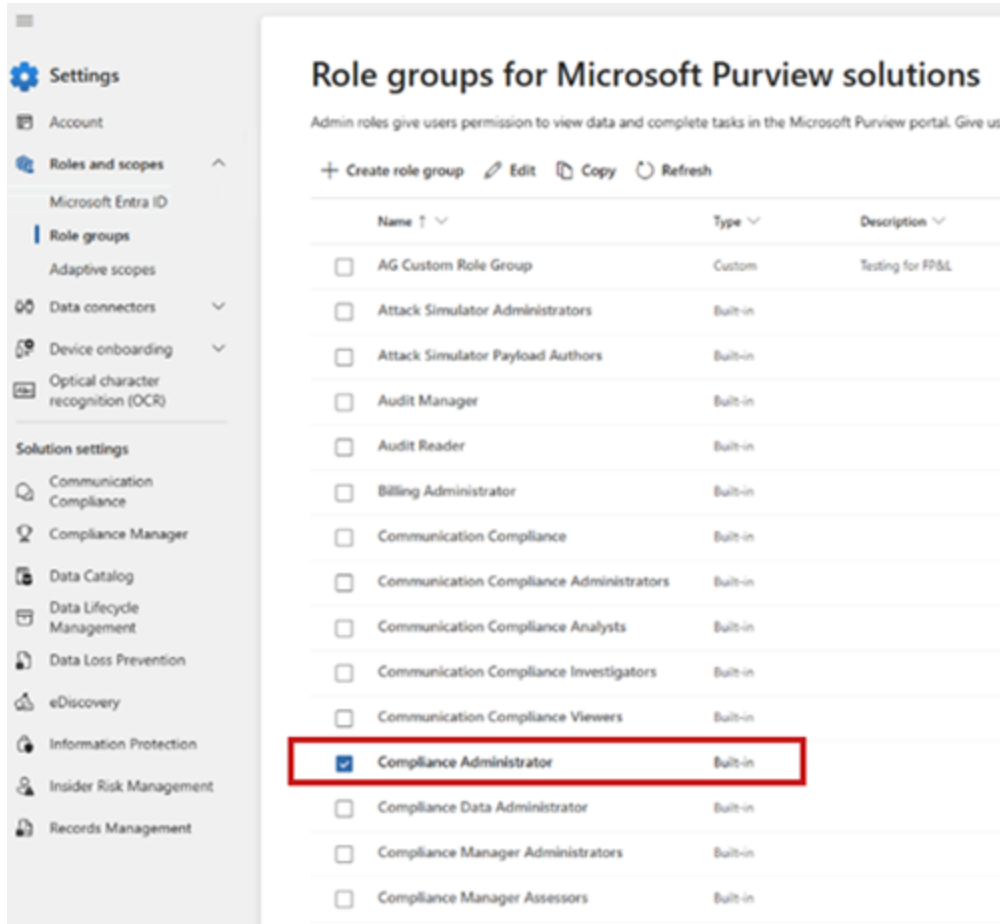 Settings
Account
Roles and scopes
Microsoft Entra ID
Role groups
Adaptive scopes
Data connectors
Device onboarding
Optical character
recognition (OCR)
Solution settings
Communication
Compliance
Compliance Manager
Data Catalog
Data Lifecycle
Management
Data Loss Prevention
eDiscovery
Information Protection
Insider Risk Management
Records Management
Role groups for Microsoft Purview solutions
Admin roles give users permission to view data and complete tasks in the Microsoft Purview portal. Give us
Create role group Edit Copy Refresh
Name ↑ Type Description
AG Custom Role Group Custom Testing for FP&L
Attack Simulator Administrators Built-in
Attack Simulator Payload Authors Built-in
Audit Manager Built-in
Audit Reader Built-in
Billing Administrator Built-in
Communication Compliance Built-in
Communication Compliance Administrators Built-in
Communication Compliance Analysts Built-in
Communication Compliance Investigators Built-in
Communication Compliance Viewers Built-in
Compliance Administrator Built-in
Compliance Data Administrator Built-in
Compliance Manager Administrators Built-in
Compliance Manager Assessors Built-in